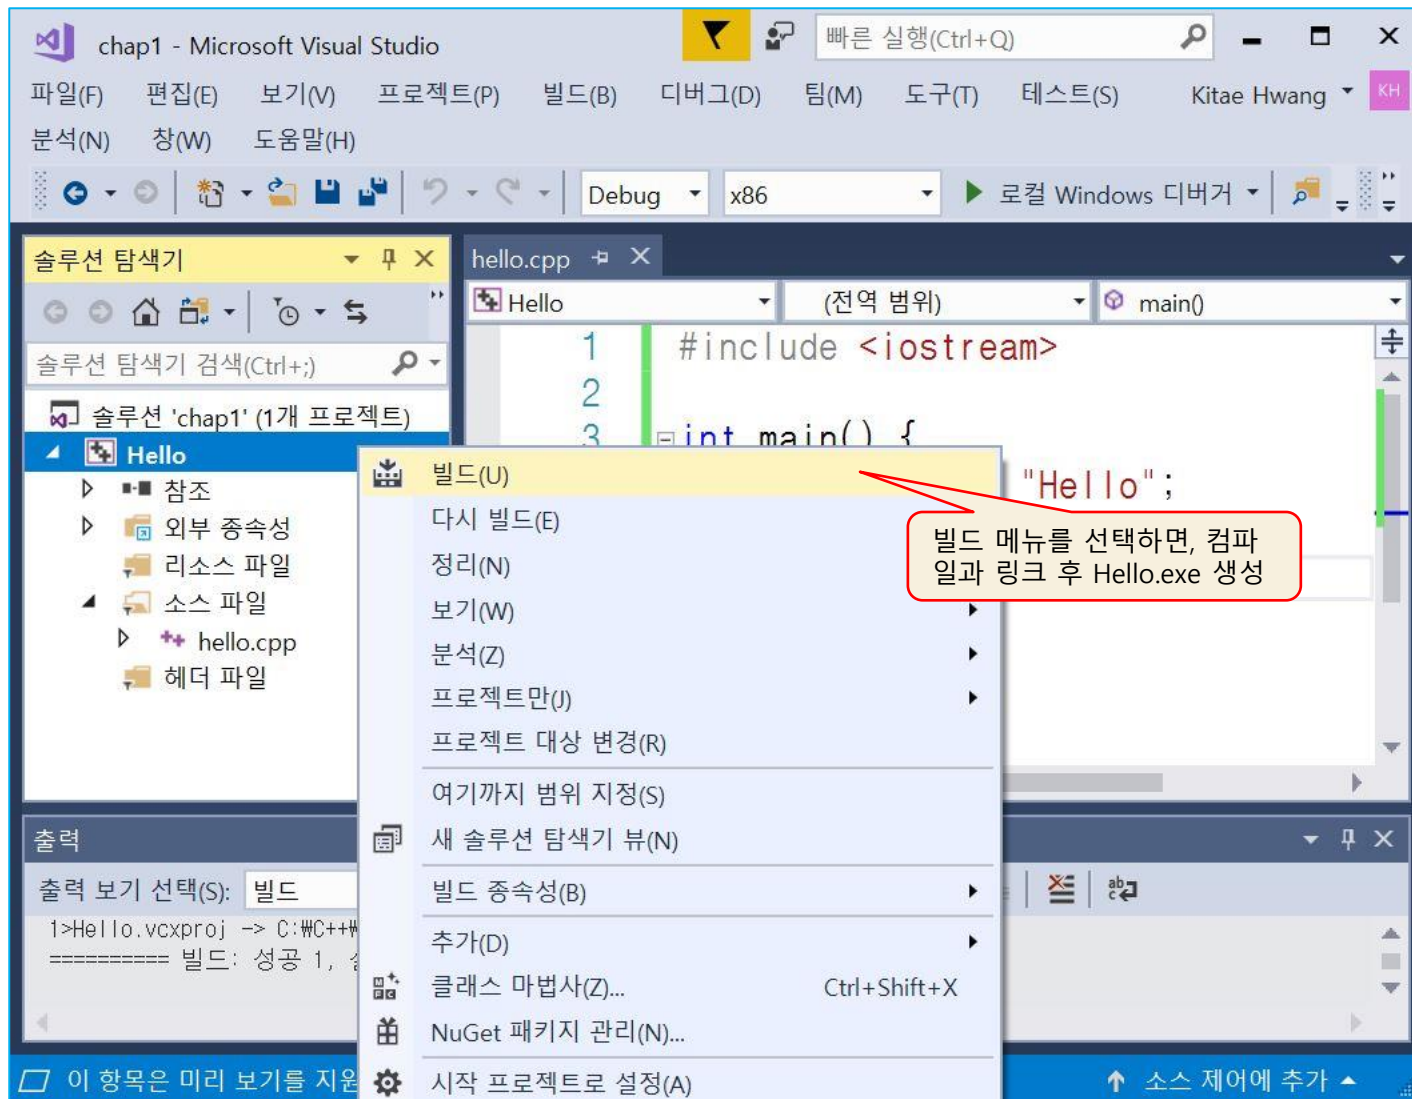 chap1 - Microsoft Visual Studio
빠른 실행(Ctrl+Q)
파일(F) 편집(E) 보기(V) 프로젝트(P) 빌드(B) 디버그(D) 팀(M) 도구(T) 테스트(S) Kitae Hwang KH
분석(N) 창(W) 도움말(H)
Debug x86 로컬 Windows 디버거
솔루션 탐색기
솔루션 탐색기 검색(Ctrl+;)
솔루션 'chap1' (1개 프로젝트)
Hello
참조
외부 종속성
리소스 파일
소스 파일
hello.cpp
헤더 파일
hello.cpp
Hello (전역 범위) main()
1 #include <iostream>
2
3 int main() {
"Hello";
빌드(U)
다시 빌드(E)
정리(N)
보기(W)
분석(Z)
프로젝트만(J)
프로젝트 대상 변경(R)
여기까지 범위 지정(S)
새 솔루션 탐색기 뷰(N)
빌드 종속성(B)
추가(D)
클래스 마법사(Z)... Ctrl+Shift+X
NuGet 패키지 관리(N)...
시작 프로젝트로 설정(A)
빌드 메뉴를 선택하면, 컴파
일과 링크 후 Hello.exe 생성
출력
출력 보기 선택(S): 빌드
1>Hello.vcxproj -> C:₩C++₩
========== 빌드: 성공 1,
이 항목은 미리 보기를 지원
소스 제어에 추가